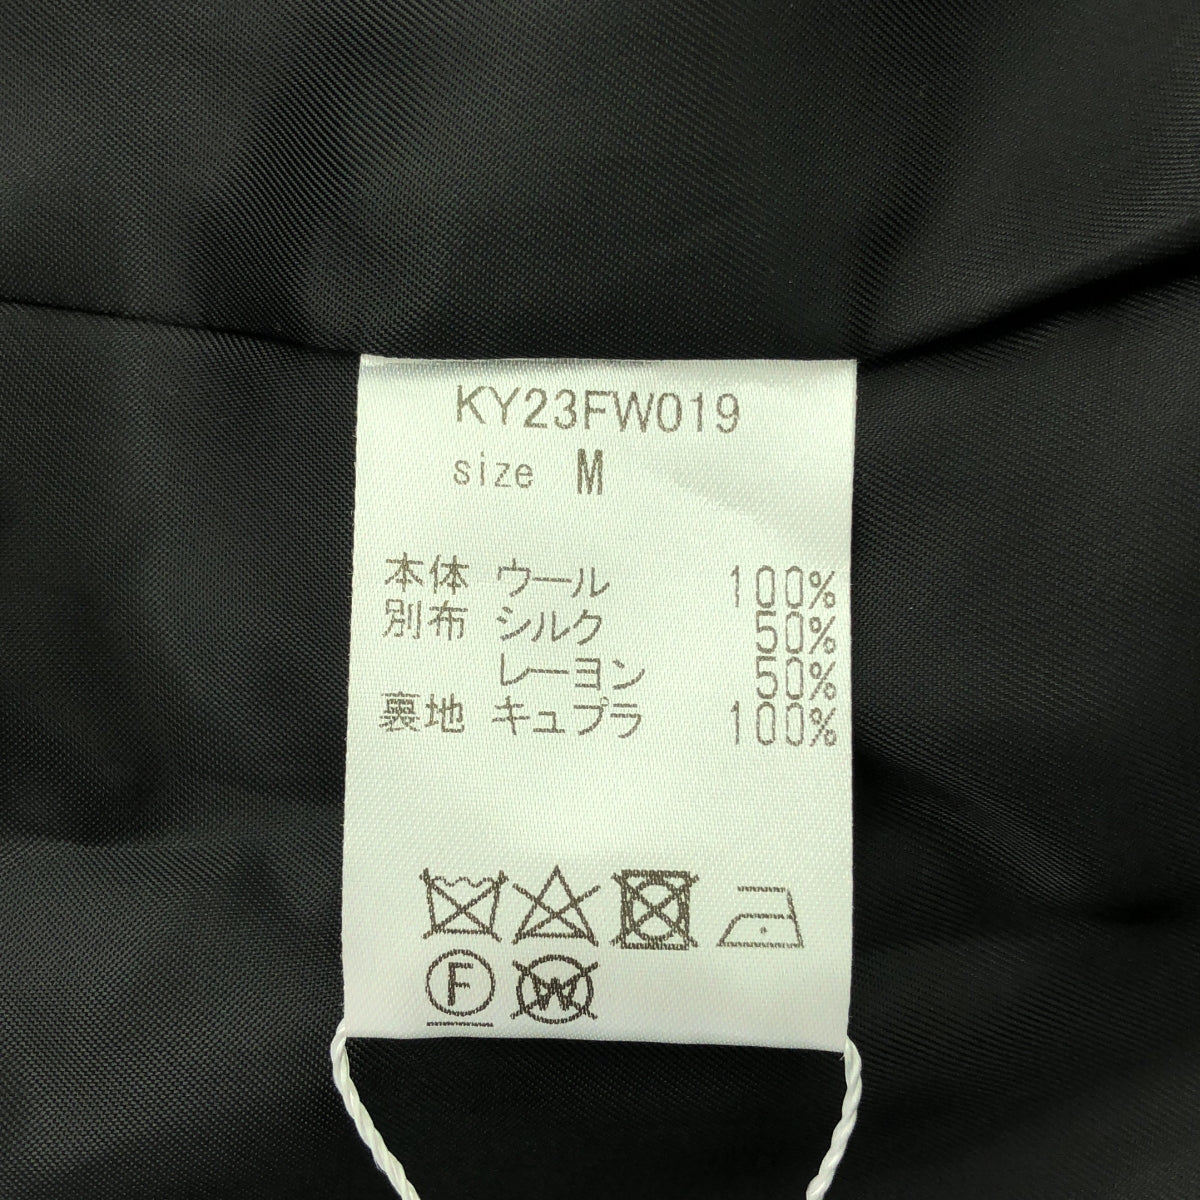 KY23FW019
size M
本体 ウール 100%
別布 シルク 50%
レーヨン 50%
裏地 キュプラ 100%
F W